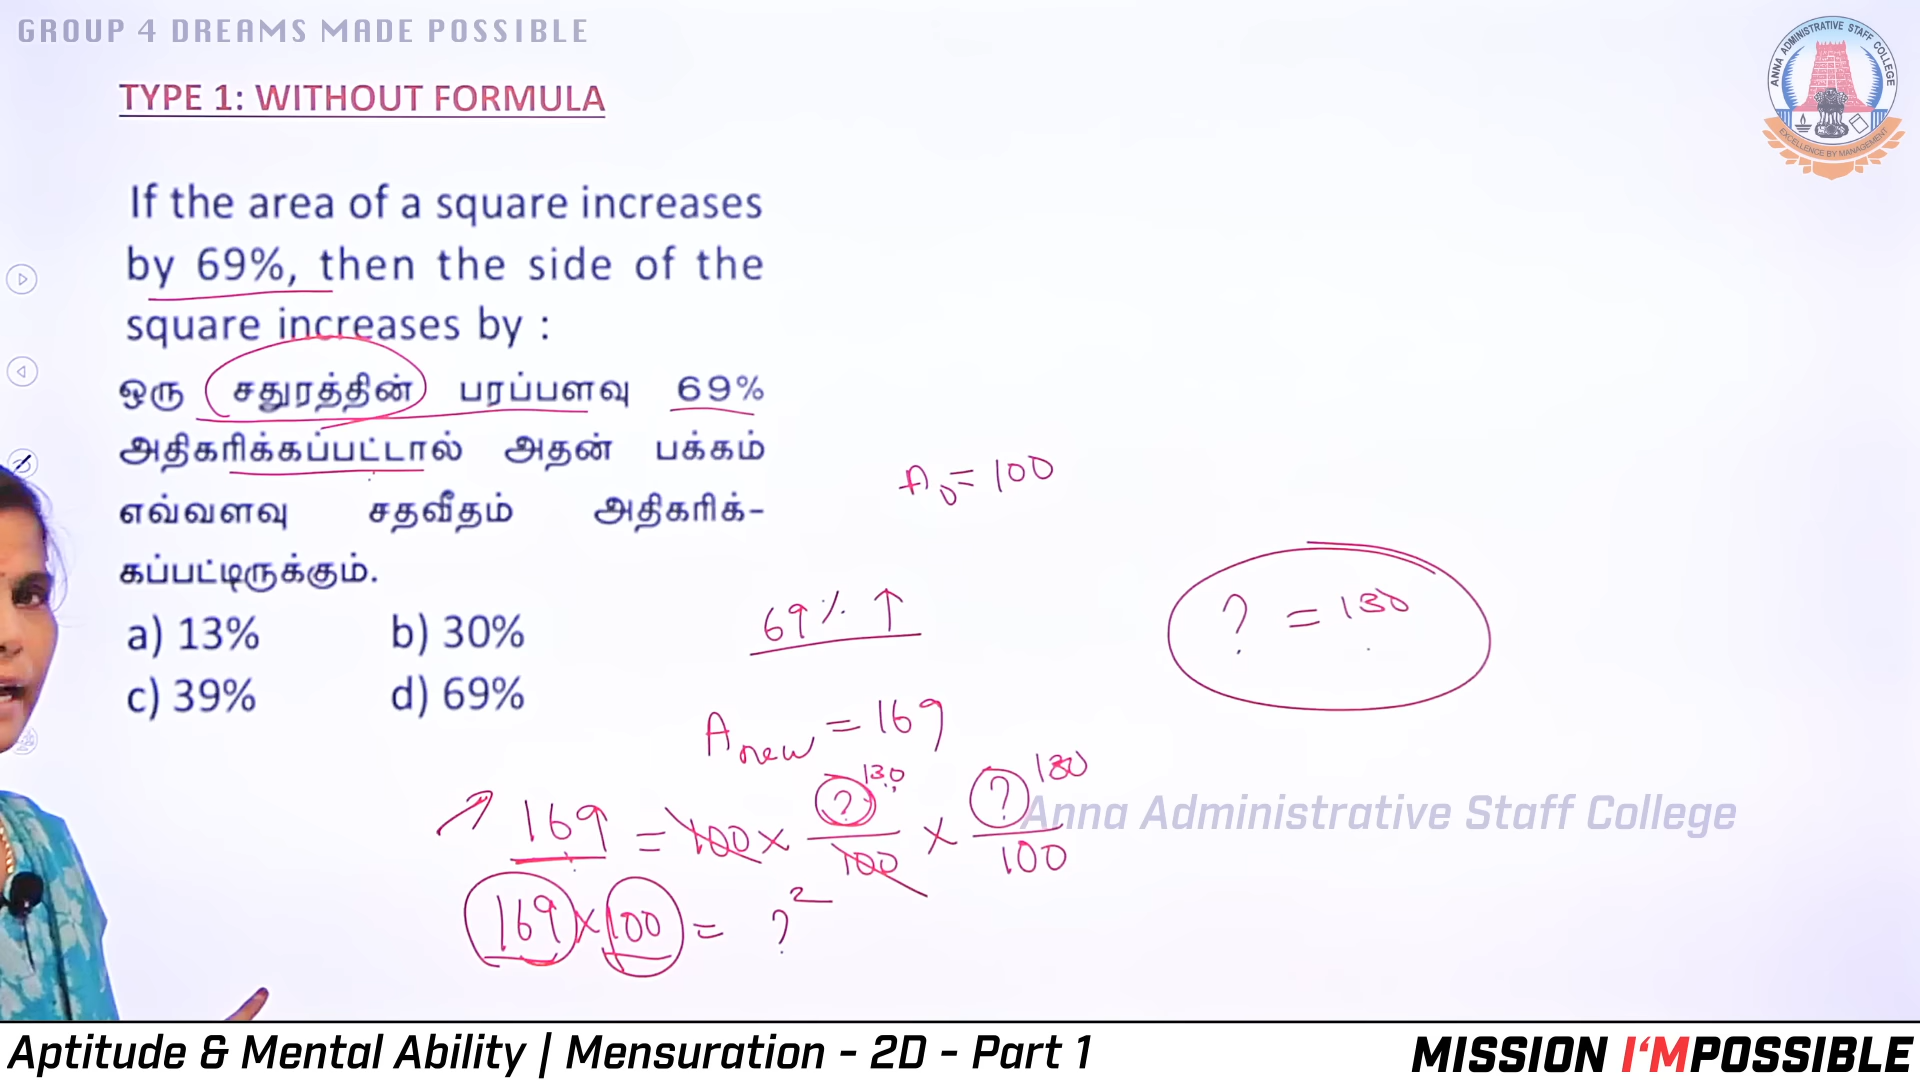 GROUP 4 DREAMS MADE POSSIBLE
ANNA ADMINISTRATIVE STAFF COLLEGE
EXCELLENCE BY MANAGEMENT
TYPE 1: WITHOUT FORMULA
If the area of a square increases
by 69%, then the side of the
square increases by :
ஒரு சதுரத்தின் பரப்பளவு 69%
அதிகரிக்கப்பட்டால் அதன் பக்கம்
எவ்வளவு சதவீதம் அதிகரிக்-
கப்பட்டிருக்கும்.
a) 13% b) 30%
c) 39% d) 69%
A₀ = 100
69% ↑
? = 130
Anew = 169
169 = 100 × ?/100 × ?/100
130 130
169 × 100 = ?²
Anna Administrative Staff College
Aptitude & Mental Ability | Mensuration - 2D - Part 1
MISSION I'MPOSSIBLE